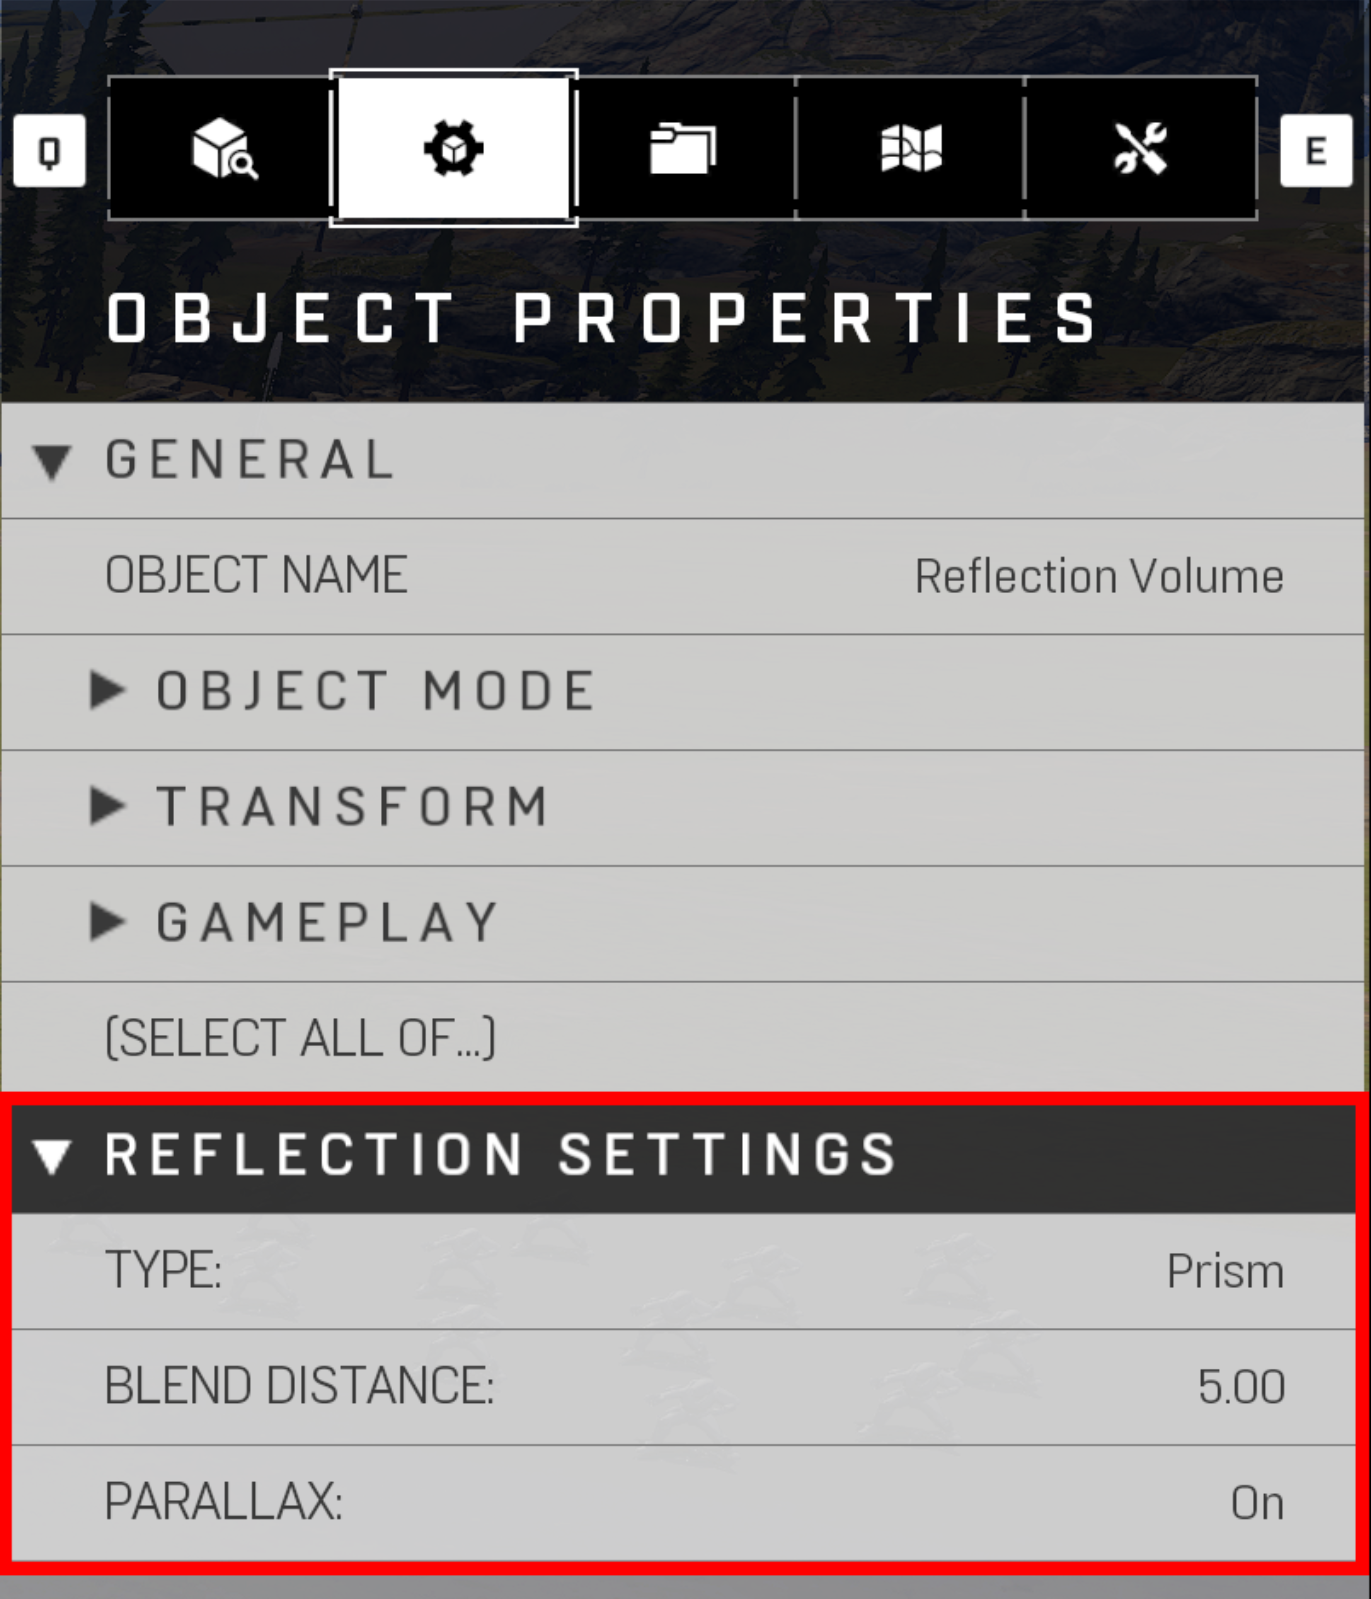 Q
E
OBJECT PROPERTIES
GENERAL
OBJECT NAME Reflection Volume
OBJECT MODE
TRANSFORM
GAMEPLAY
(SELECT ALL OF...)
REFLECTION SETTINGS
TYPE: Prism
BLEND DISTANCE: 5.00
PARALLAX: On